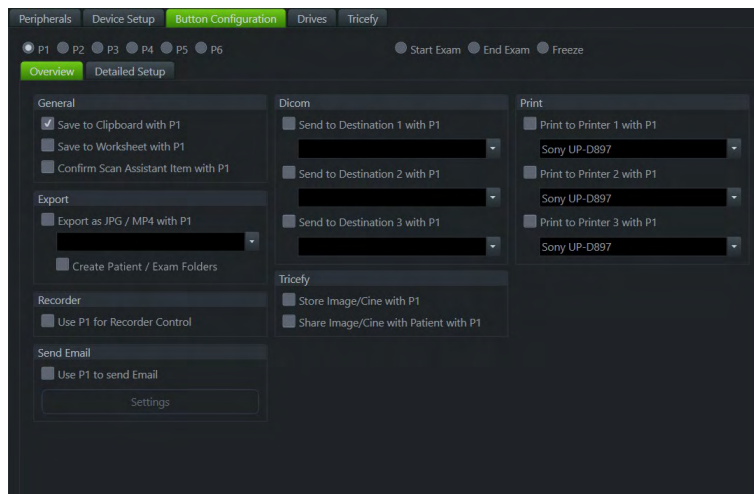 Peripherals Device Setup Button Configuration Drives Tricefy
P1 P2 P3 P4 P5 P6 Start Exam End Exam Freeze
Overview Detailed Setup
General
Save to Clipboard with P1
Save to Worksheet with P1
Confirm Scan Assistant Item with P1
Export
Export as JPG / MP4 with P1
Create Patient / Exam Folders
Recorder
Use P1 for Recorder Control
Send Email
Use P1 to send Email
Settings
Dicom
Send to Destination 1 with P1
Send to Destination 2 with P1
Send to Destination 3 with P1
Tricefy
Store Image/Cine with P1
Share Image/Cine with Patient with P1
Print
Print to Printer 1 with P1
Sony UP-D897
Print to Printer 2 with P1
Sony UP-D897
Print to Printer 3 with P1
Sony UP-D897